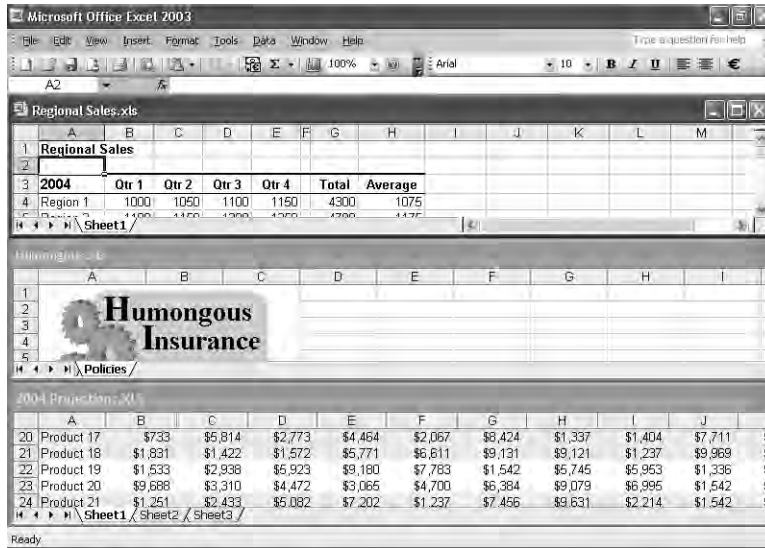 Microsoft Office Excel 2003
File Edit View Insert Format Tools Data Window Help Type a question for help
100% Arial 10 B I U €
A2 fx
Regional Sales.xls
A B C D E F G H I J K L M
1 Regional Sales
2
3 2004 Qtr 1 Qtr 2 Qtr 3 Qtr 4 Total Average
4 Region 1 1000 1050 1100 1150 4300 1075
Sheet1
A B C D E F G H I
1
2 Humongous
3
4 Insurance
5
Policies
2004 Projections.XLS
A B C D E F G H I J
20 Product 17 $733 $5,814 $2,773 $4,464 $2,067 $8,424 $1,337 $1,404 $7,711
21 Product 18 $1,831 $1,422 $1,572 $5,771 $6,611 $9,131 $9,121 $1,237 $9,969
22 Product 19 $1,533 $2,938 $5,923 $9,180 $7,783 $1,542 $5,745 $5,953 $1,336
23 Product 20 $9,688 $3,310 $4,472 $3,065 $4,700 $6,384 $9,079 $6,995 $1,542
24 Product 21 $1,251 $2,433 $5,082 $7,202 $1,237 $7,456 $9,631 $2,214 $1,542
Sheet1 Sheet2 Sheet3
Ready